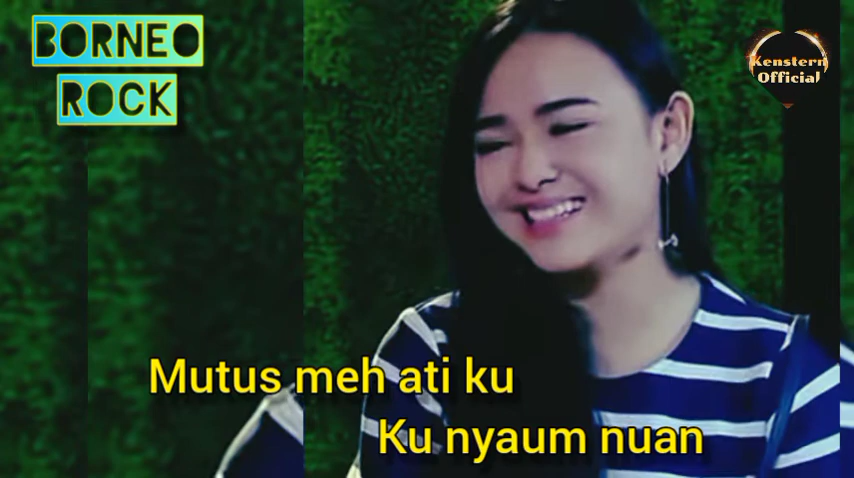 BORNEO
ROCK
Kenstern
Official
Mutus meh ati ku
Ku nyaum nuan